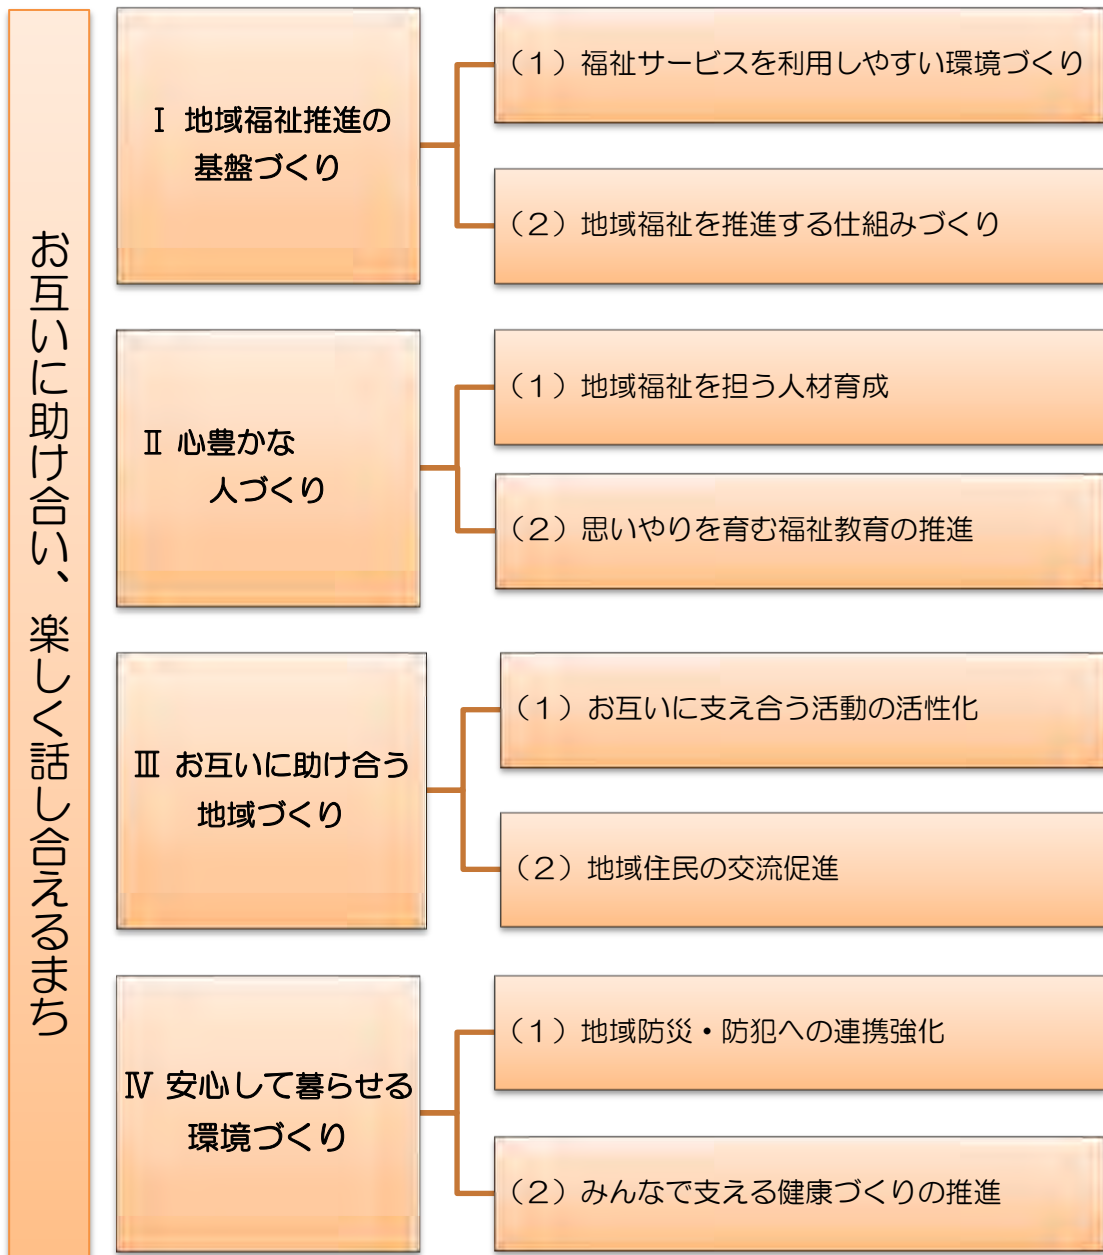 お互いに助け合い、楽しく話し合えるまち
Ⅰ 地域福祉推進の
基盤づくり
（1）福祉サービスを利用しやすい環境づくり
（2）地域福祉を推進する仕組みづくり
Ⅱ 心豊かな
人づくり
（1）地域福祉を担う人材育成
（2）思いやりを育む福祉教育の推進
Ⅲ お互いに助け合う
地域づくり
（1）お互いに支え合う活動の活性化
（2）地域住民の交流促進
Ⅳ 安心して暮らせる
環境づくり
（1）地域防災・防犯への連携強化
（2）みんなで支える健康づくりの推進